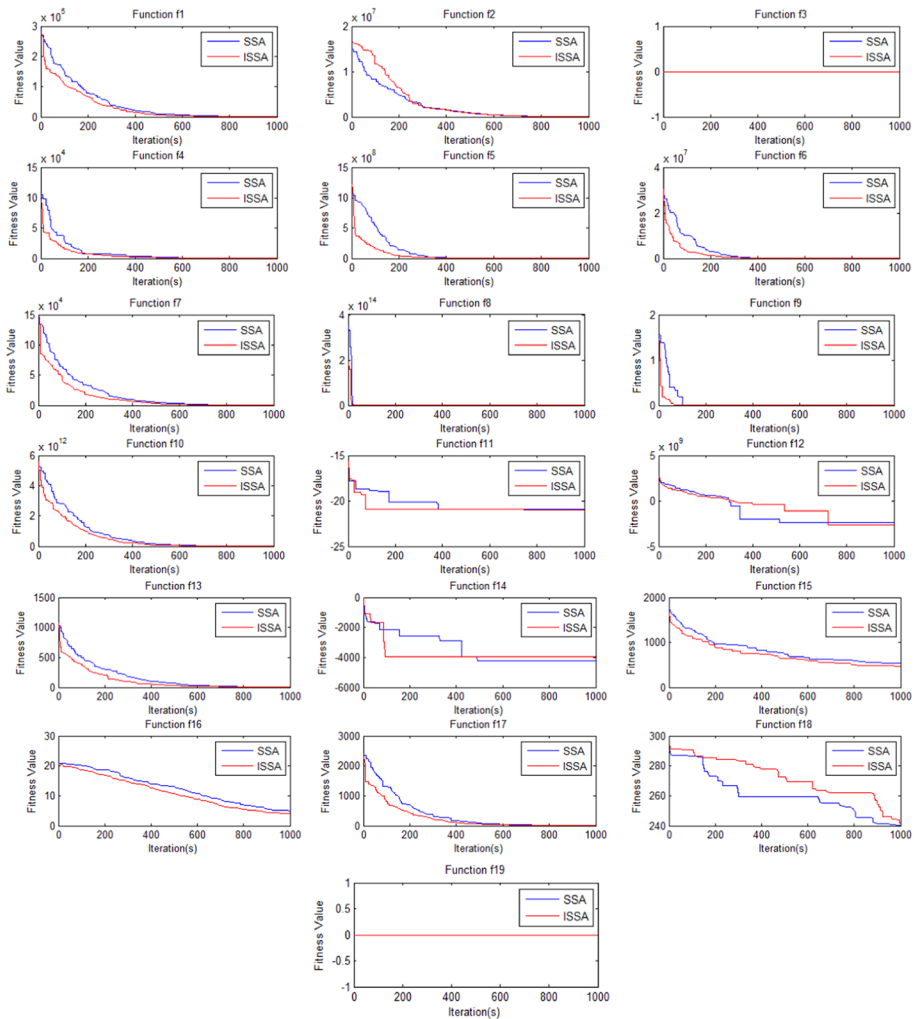 Function f1
x 10^5
Fitness Value
3
2
1
0
SSA
ISSA
0 200 400 600 800 1000
Iteration(s)
Function f2
x 10^7
2
1.5
1
0.5
0
SSA
ISSA
0 200 400 600 800 1000
Iteration(s)
Function f3
1
0
-1
SSA
ISSA
0 200 400 600 800 1000
Iteration(s)
Function f4
x 10^4
Fitness Value
15
10
5
0
SSA
ISSA
0 200 400 600 800 1000
Iteration(s)
Function f5
x 10^8
Fitness Value
15
10
5
0
SSA
ISSA
0 200 400 600 800 1000
Iteration(s)
Function f6
x 10^7
Fitness Value
4
2
0
SSA
ISSA
0 200 400 600 800 1000
Iteration(s)
Function f7
x 10^4
Fitness Value
15
10
5
0
SSA
ISSA
0 200 400 600 800 1000
Iteration(s)
Function f8
x 10^14
Fitness Value
4
2
0
SSA
ISSA
0 200 400 600 800 1000
Iteration(s)
Function f9
Fitness Value
2
1
0
SSA
ISSA
0 200 400 600 800 1000
Iteration(s)
Function f10
x 10^12
Fitness Value
6
4
2
0
SSA
ISSA
0 200 400 600 800 1000
Iteration(s)
Function f11
Fitness Value
-15
-20
-25
SSA
ISSA
0 200 400 600 800 1000
Iteration(s)
Function f12
x 10^9
Fitness Value
5
0
-5
SSA
ISSA
0 200 400 600 800 1000
Iteration(s)
Function f13
Fitness Value
1500
1000
500
0
SSA
ISSA
0 200 400 600 800 1000
Iteration(s)
Function f14
Fitness Value
0
-2000
-4000
-6000
SSA
ISSA
0 200 400 600 800 1000
Iteration(s)
Function f15
Fitness Value
2000
1000
0
SSA
ISSA
0 200 400 600 800 1000
Iteration(s)
Function f16
Fitness Value
30
20
10
0
SSA
ISSA
0 200 400 600 800 1000
Iteration(s)
Function f17
Fitness Value
3000
2000
1000
0
SSA
ISSA
0 200 400 600 800 1000
Iteration(s)
Function f18
Fitness Value
300
280
260
240
SSA
ISSA
0 200 400 600 800 1000
Iteration(s)
Function f19
Fitness Value
1
0.5
0
-0.5
-1
SSA
ISSA
0 200 400 600 800 1000
Iteration(s)